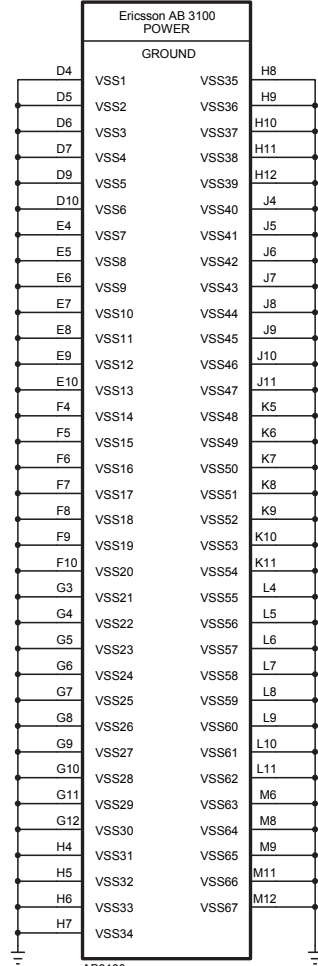 Ericsson AB 3100
POWER
GROUND
D4 VSS1 VSS35 H8
D5 VSS2 VSS36 H9
D6 VSS3 VSS37 H10
D7 VSS4 VSS38 H11
D9 VSS5 VSS39 H12
D10 VSS6 VSS40 J4
E4 VSS7 VSS41 J5
E5 VSS8 VSS42 J6
E6 VSS9 VSS43 J7
E7 VSS10 VSS44 J8
E8 VSS11 VSS45 J9
E9 VSS12 VSS46 J10
E10 VSS13 VSS47 J11
F4 VSS14 VSS48 K5
F5 VSS15 VSS49 K6
F6 VSS16 VSS50 K7
F7 VSS17 VSS51 K8
F8 VSS18 VSS52 K9
F9 VSS19 VSS53 K10
F10 VSS20 VSS54 K11
G3 VSS21 VSS55 L4
G4 VSS22 VSS56 L5
G5 VSS23 VSS57 L6
G6 VSS24 VSS58 L7
G7 VSS25 VSS59 L8
G8 VSS26 VSS60 L9
G9 VSS27 VSS61 L10
G10 VSS28 VSS62 L11
G11 VSS29 VSS63 M6
G12 VSS30 VSS64 M8
H4 VSS31 VSS65 M9
H5 VSS32 VSS66 M11
H6 VSS33 VSS67 M12
H7 VSS34